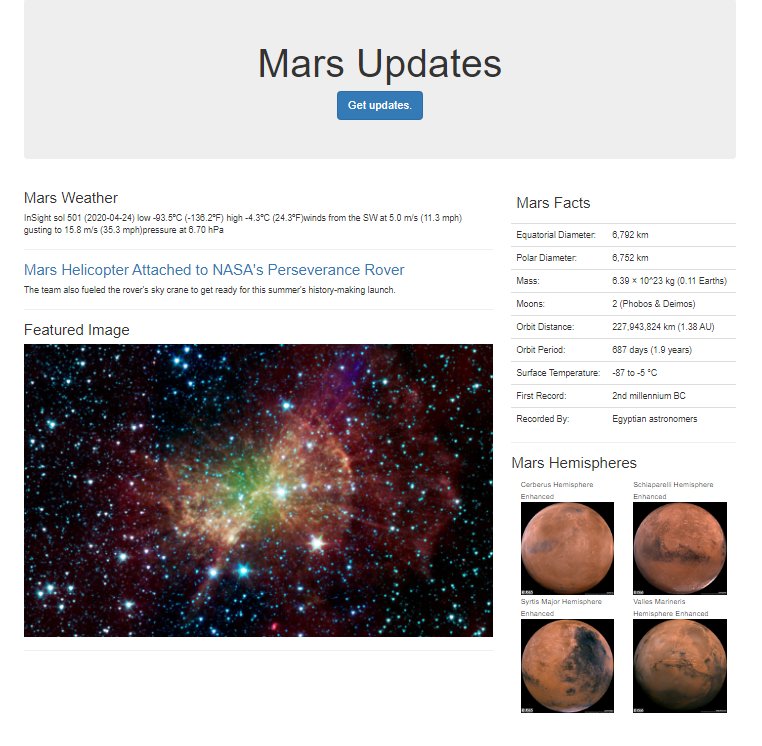 Mars Updates
Get updates.
Mars Weather
InSight sol 501 (2020-04-24) low -93.5ºC (-136.2ºF) high -4.3ºC (24.3ºF)winds from the SW at 5.0 m/s (11.3 mph)
gusting to 15.8 m/s (35.3 mph)pressure at 6.70 hPa
Mars Helicopter Attached to NASA's Perseverance Rover
The team also fueled the rover's sky crane to get ready for this summer's history-making launch.
Featured Image
Mars Facts
Equatorial Diameter: 6,792 km
Polar Diameter: 6,752 km
Mass: 6.39 × 10^23 kg (0.11 Earths)
Moons: 2 (Phobos & Deimos)
Orbit Distance: 227,943,824 km (1.38 AU)
Orbit Period: 687 days (1.9 years)
Surface Temperature: -87 to -5 °C
First Record: 2nd millennium BC
Recorded By: Egyptian astronomers
Mars Hemispheres
Cerberus Hemisphere
Enhanced
Schiaparelli Hemisphere
Enhanced
Syrtis Major Hemisphere
Enhanced
Valles Marineris
Hemisphere Enhanced